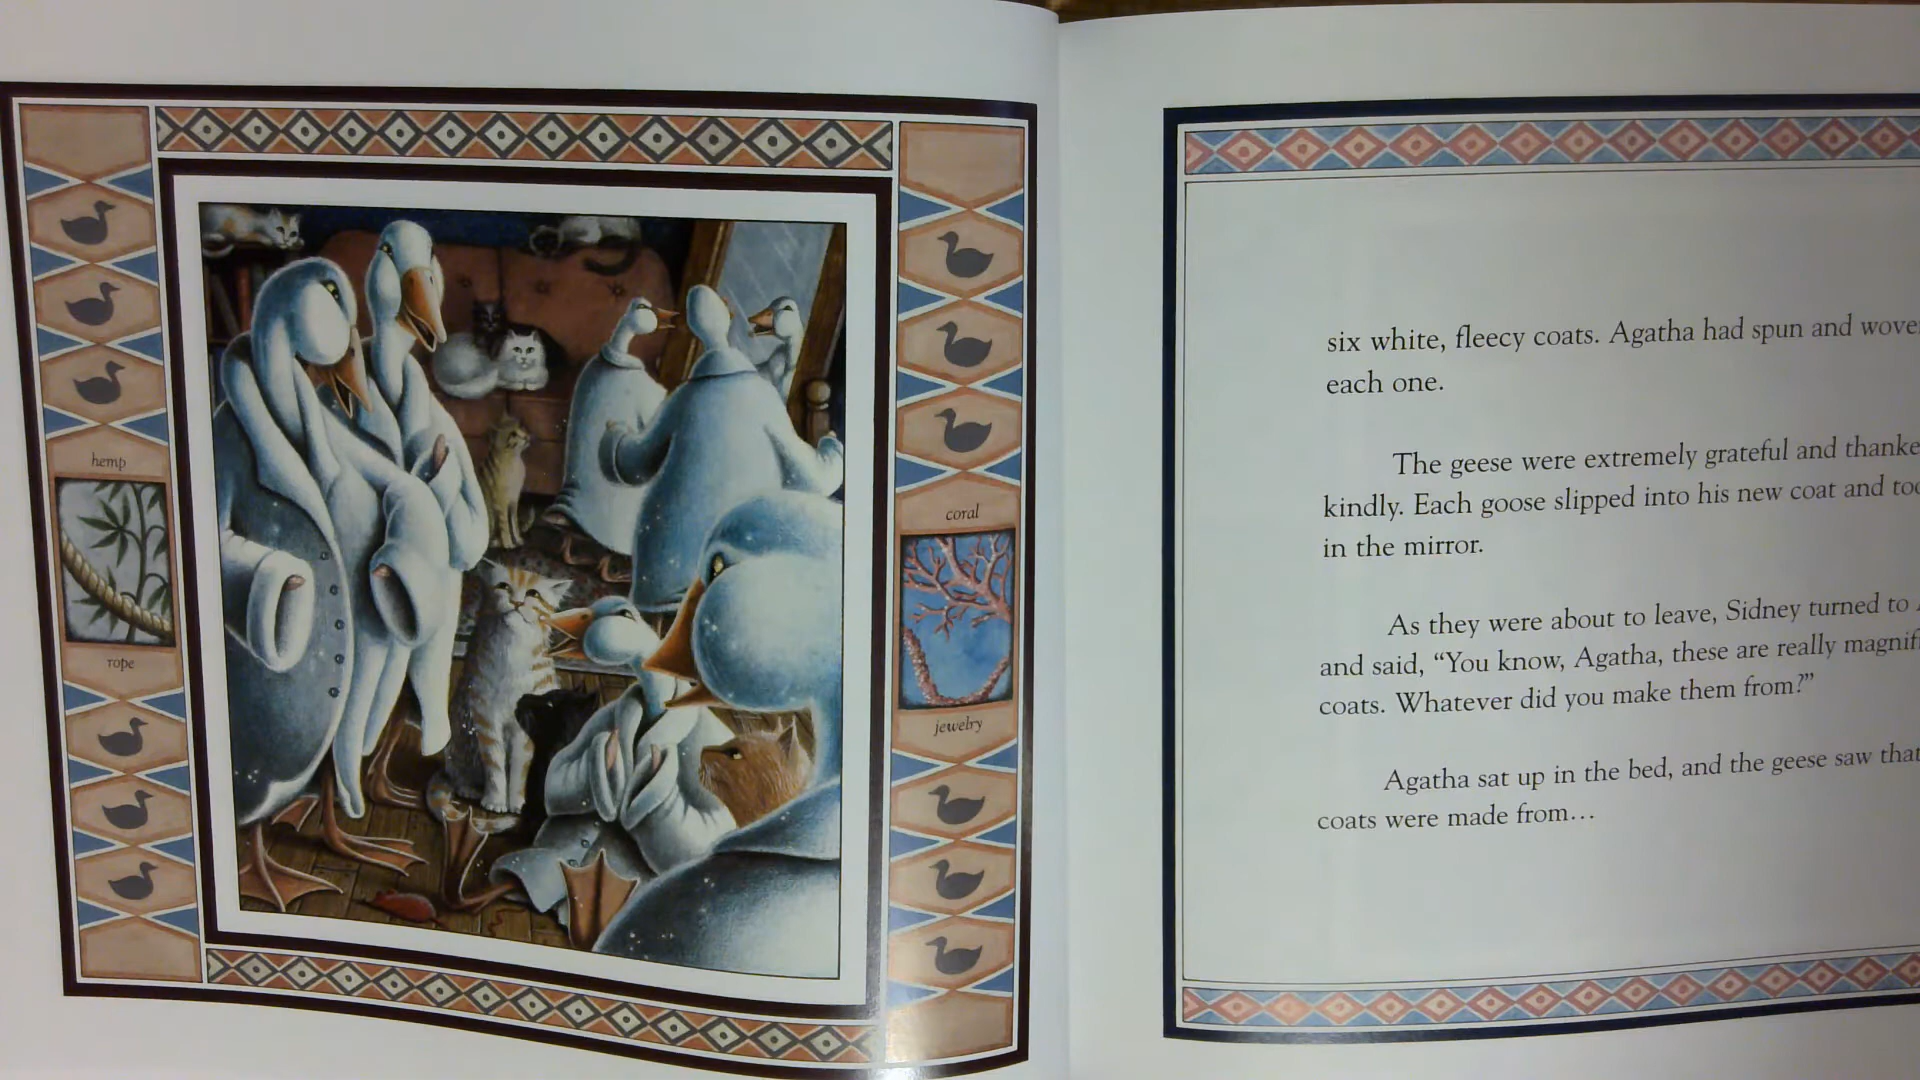 hemp
rope
coral
jewelry
six white, fleecy coats. Agatha had spun and wove
each one.
The geese were extremely grateful and thanke
kindly. Each goose slipped into his new coat and too
in the mirror.
As they were about to leave, Sidney turned to
and said, “You know, Agatha, these are really magnif
coats. Whatever did you make them from?”
Agatha sat up in the bed, and the geese saw that
coats were made from…